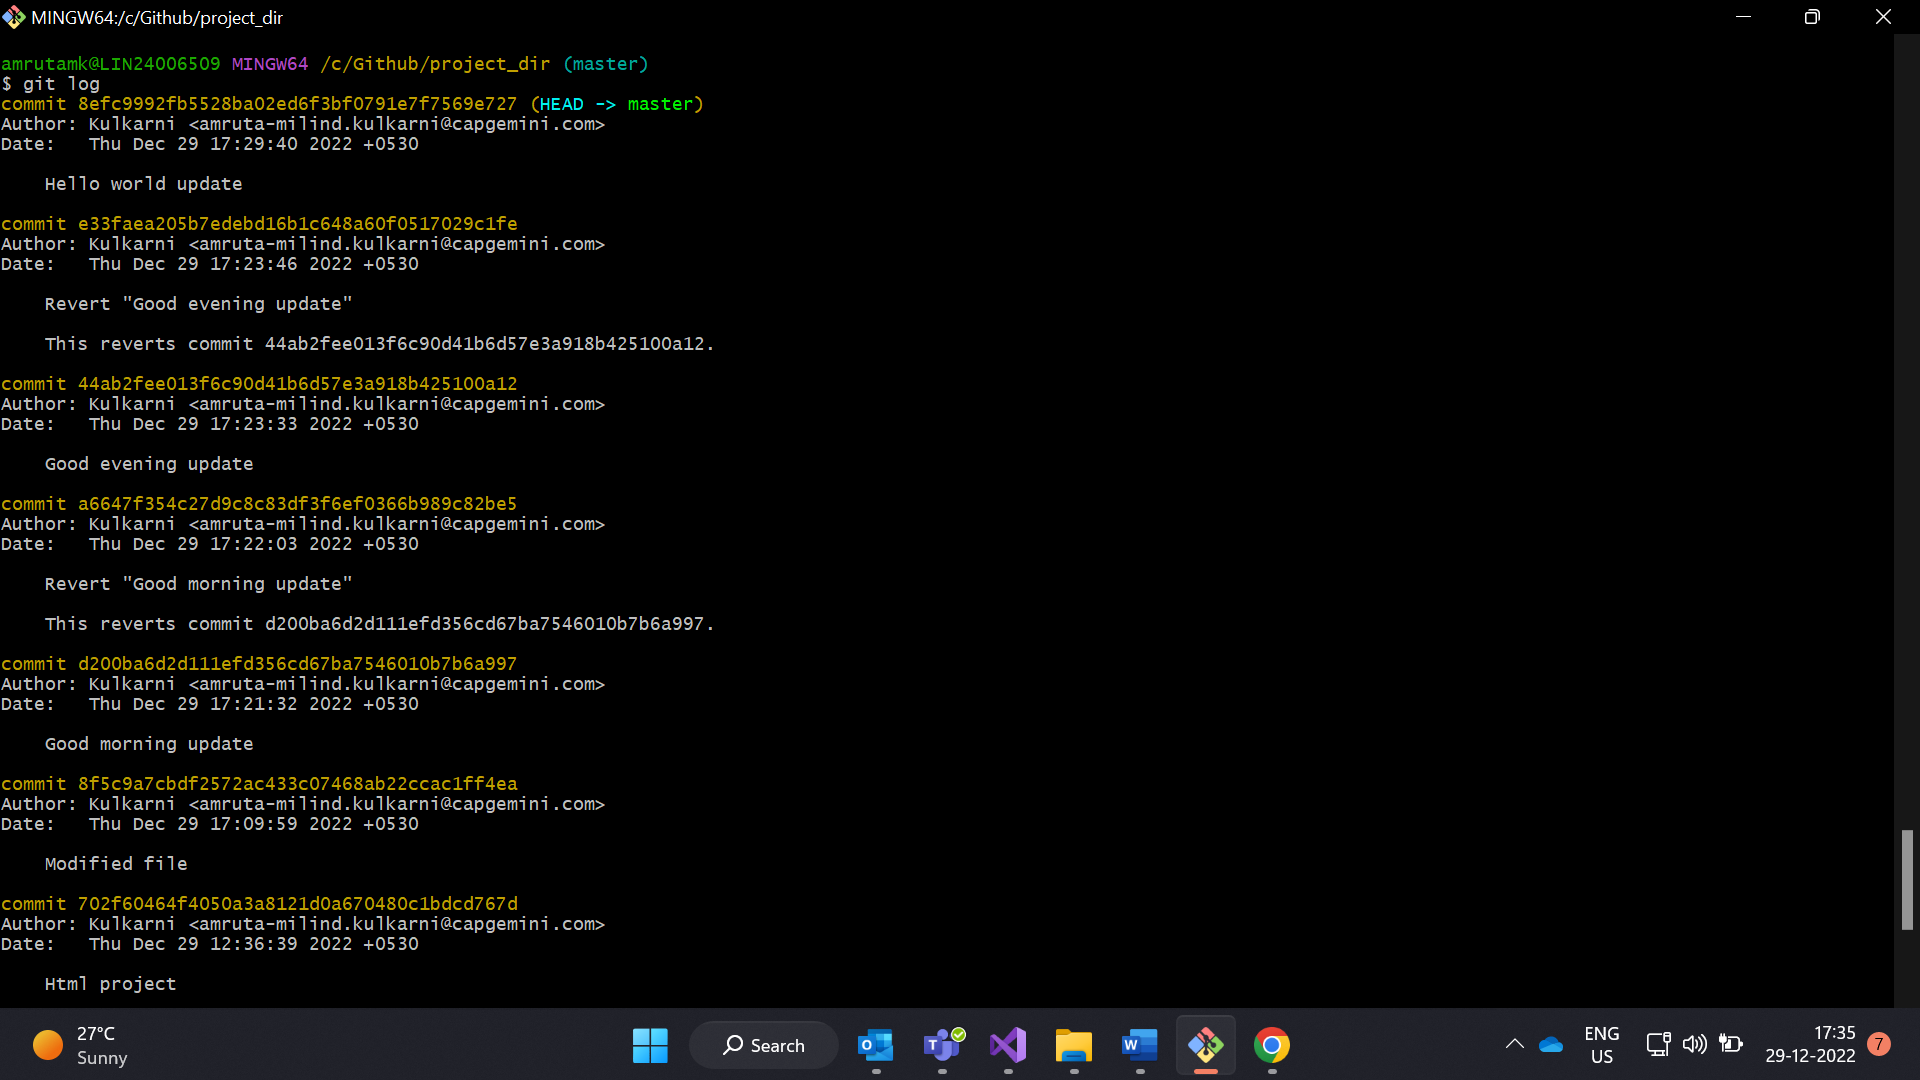 MINGW64:/c/Github/project_dir
amrutamk@LIN24006509 MINGW64 /c/Github/project_dir (master)
$ git log
commit 8efc9992fb5528ba02ed6f3bf0791e7f7569e727 (HEAD -> master)
Author: Kulkarni <amruta-milind.kulkarni@capgemini.com>
Date:   Thu Dec 29 17:29:40 2022 +0530
Hello world update
commit e33faea205b7edebd16b1c648a60f0517029c1fe
Author: Kulkarni <amruta-milind.kulkarni@capgemini.com>
Date:   Thu Dec 29 17:23:46 2022 +0530
Revert "Good evening update"
This reverts commit 44ab2fee013f6c90d41b6d57e3a918b425100a12.
commit 44ab2fee013f6c90d41b6d57e3a918b425100a12
Author: Kulkarni <amruta-milind.kulkarni@capgemini.com>
Date:   Thu Dec 29 17:23:33 2022 +0530
Good evening update
commit a6647f354c27d9c8c83df3f6ef0366b989c82be5
Author: Kulkarni <amruta-milind.kulkarni@capgemini.com>
Date:   Thu Dec 29 17:22:03 2022 +0530
Revert "Good morning update"
This reverts commit d200ba6d2d111efd356cd67ba7546010b7b6a997.
commit d200ba6d2d111efd356cd67ba7546010b7b6a997
Author: Kulkarni <amruta-milind.kulkarni@capgemini.com>
Date:   Thu Dec 29 17:21:32 2022 +0530
Good morning update
commit 8f5c9a7cbdf2572ac433c07468ab22ccac1ff4ea
Author: Kulkarni <amruta-milind.kulkarni@capgemini.com>
Date:   Thu Dec 29 17:09:59 2022 +0530
Modified file
commit 702f60464f4050a3a8121d0a670480c1bdcd767d
Author: Kulkarni <amruta-milind.kulkarni@capgemini.com>
Date:   Thu Dec 29 12:36:39 2022 +0530
Html project
27°C
Sunny
Search
ENG
US
17:35
29-12-2022
7